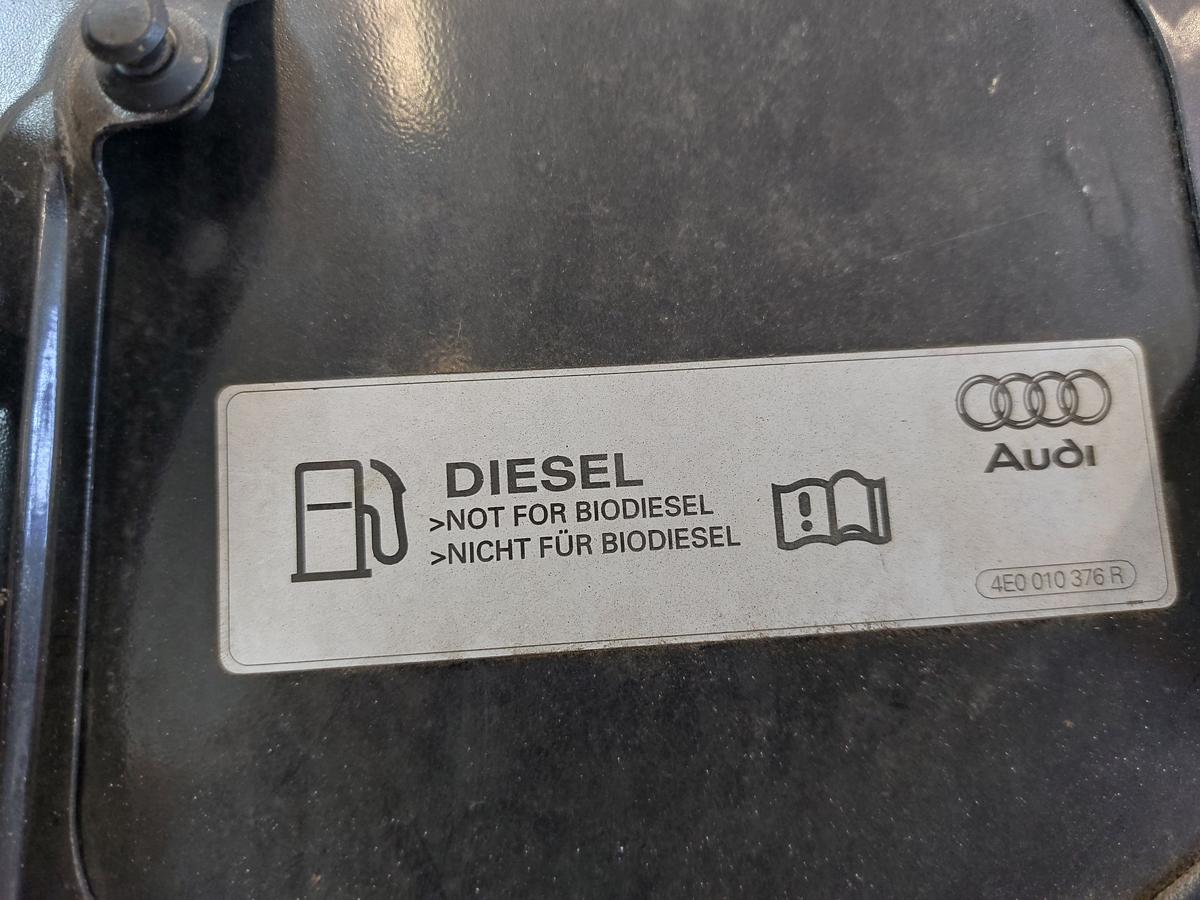 DIESEL
>NOT FOR BIODIESEL
>NICHT FÜR BIODIESEL
Audi
4E0 010 376 R